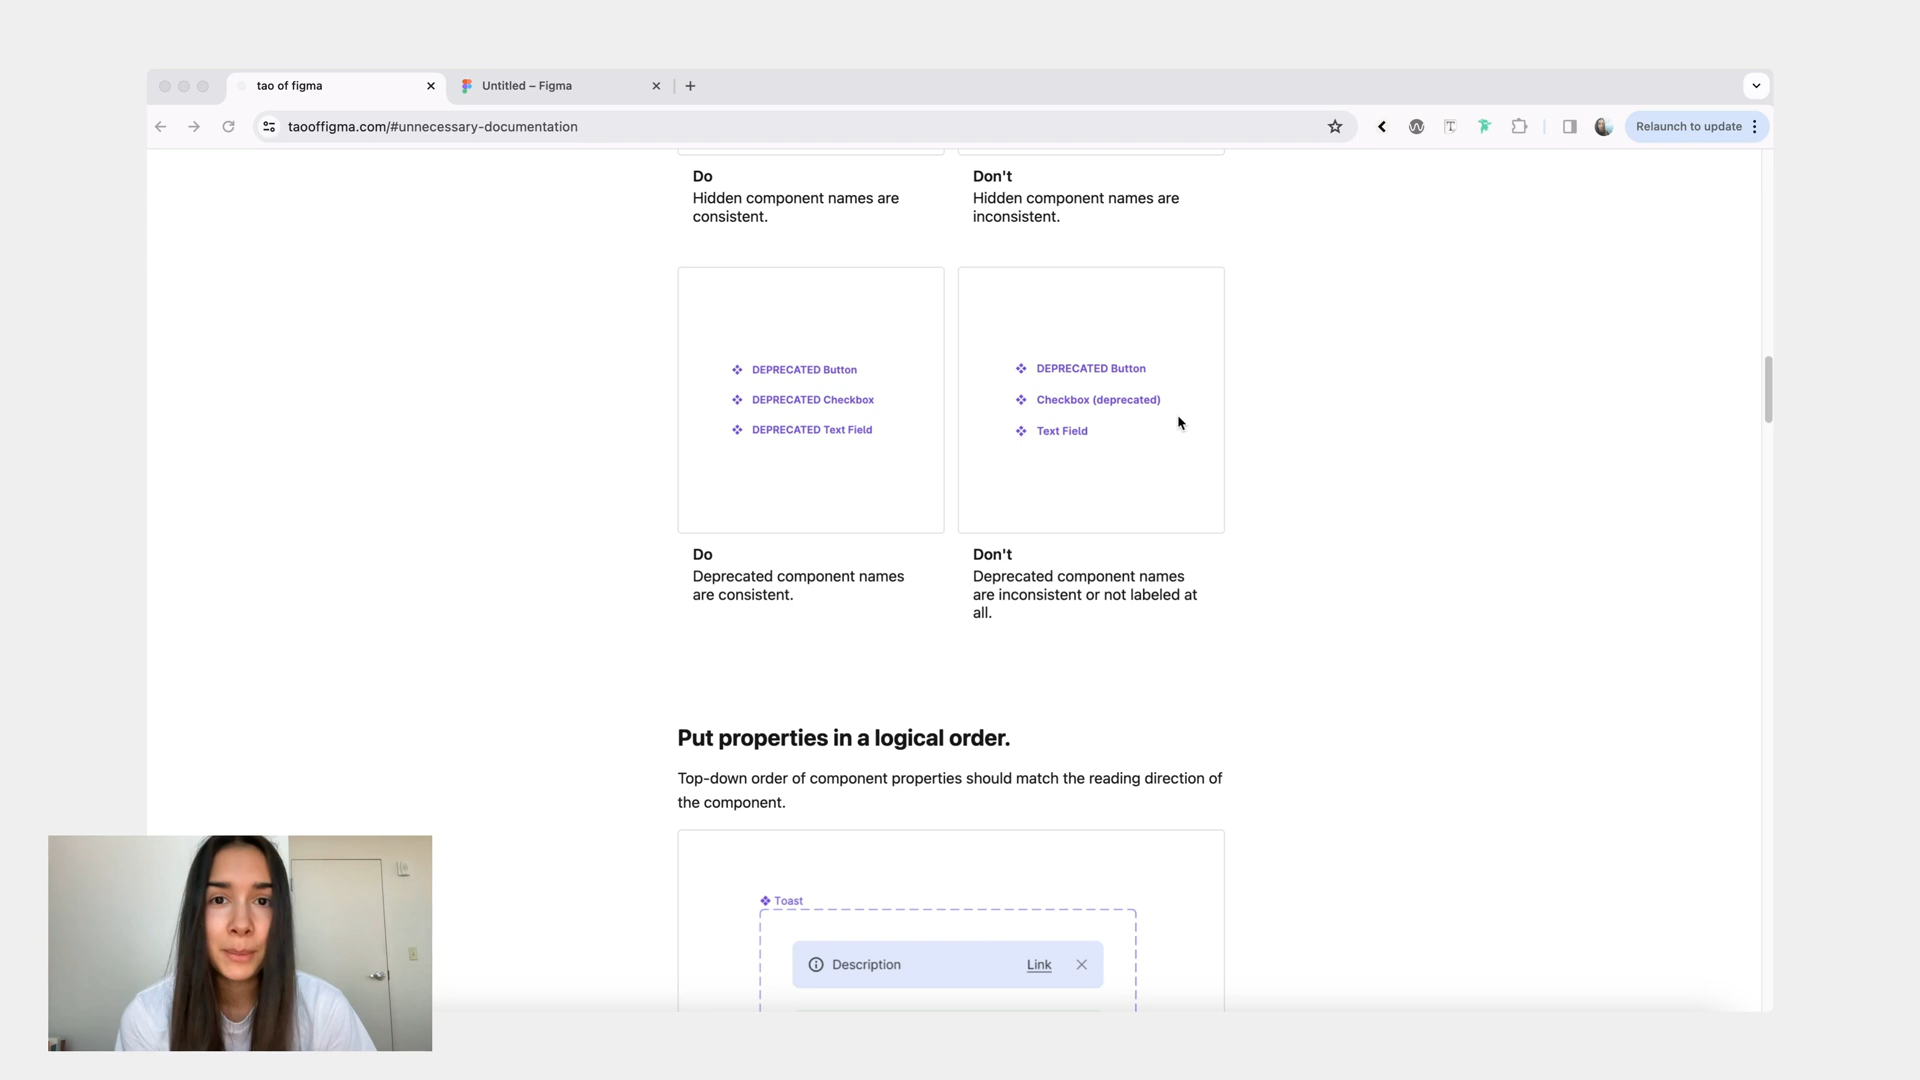 tao of figma
Untitled – Figma
taooffigma.com/#unnecessary-documentation
Relaunch to update
Do
Hidden component names are
consistent.
Don't
Hidden component names are
inconsistent.
DEPRECATED Button
DEPRECATED Checkbox
DEPRECATED Text Field
DEPRECATED Button
Checkbox (deprecated)
Text Field
Do
Deprecated component names
are consistent.
Don't
Deprecated component names
are inconsistent or not labeled at
all.
Put properties in a logical order.
Top-down order of component properties should match the reading direction of
the component.
Toast
Description
Link